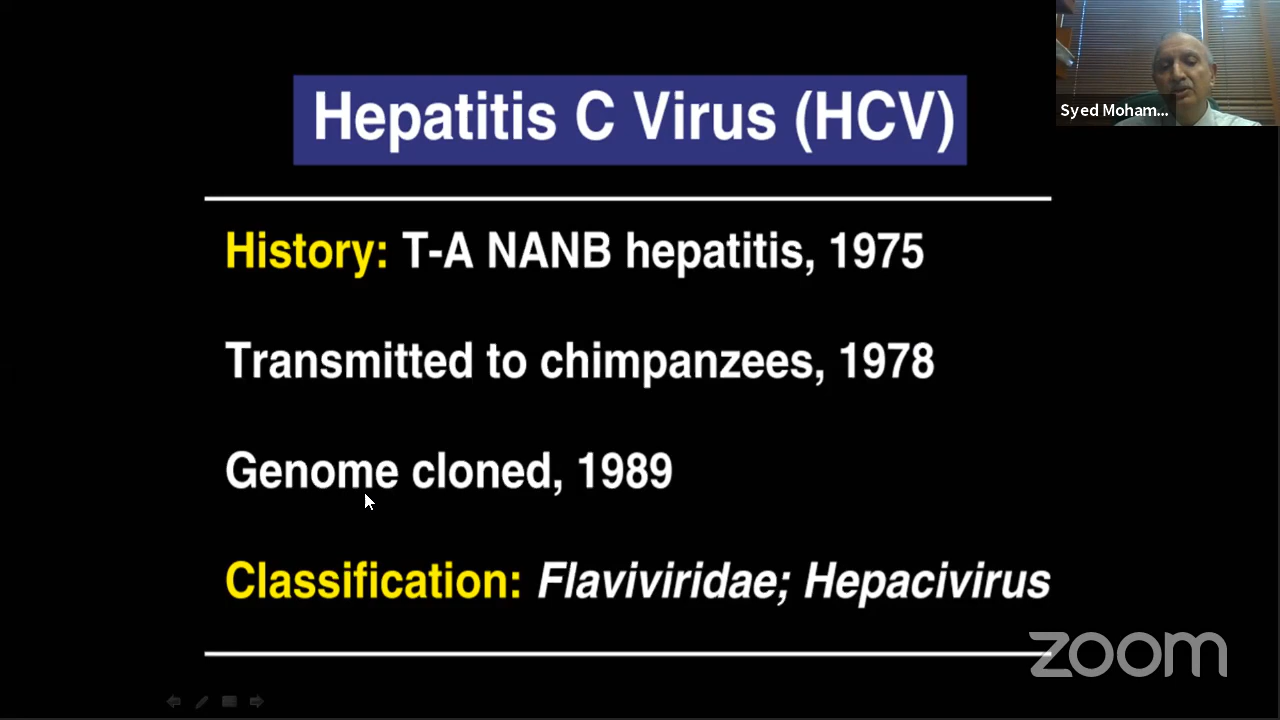 Hepatitis C Virus (HCV)
Syed Moham...
History: T-A NANB hepatitis, 1975
Transmitted to chimpanzees, 1978
Genome cloned, 1989
Classification: Flaviviridae; Hepacivirus
zoom